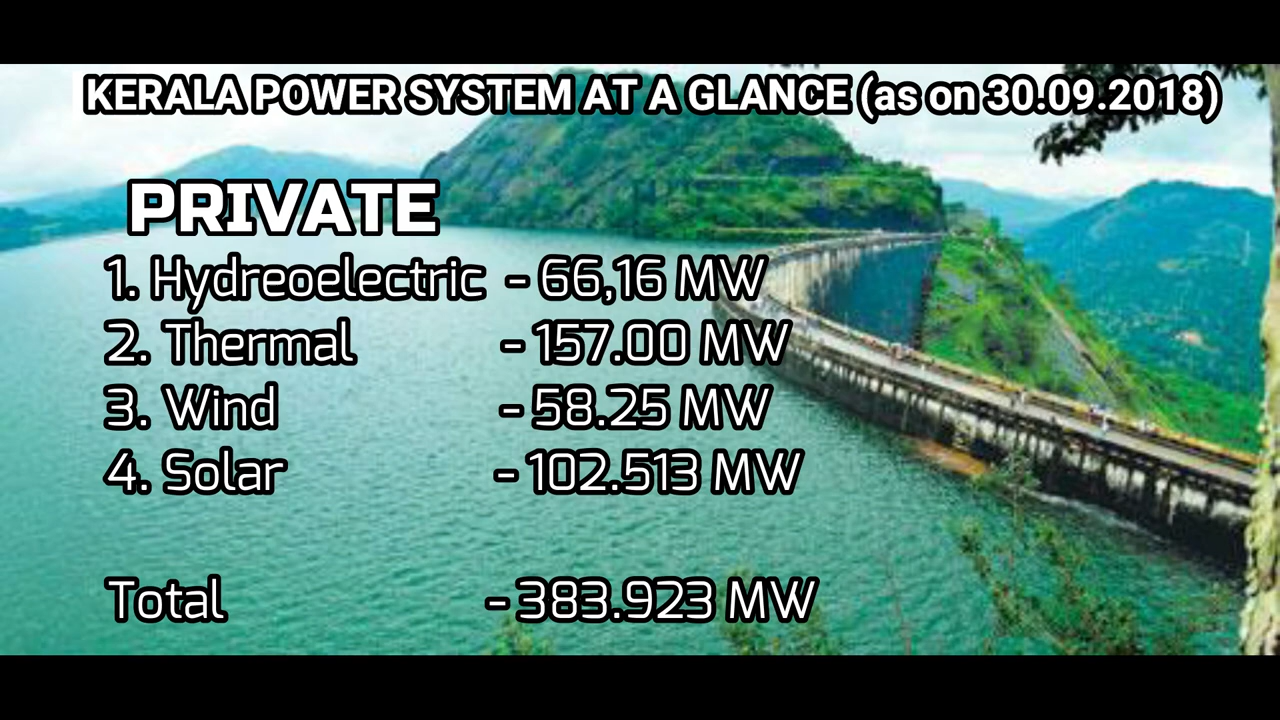 KERALA POWER SYSTEM AT A GLANCE (as on 30.09.2018)
PRIVATE
1. Hydreoelectric - 66,16 MW
2. Thermal - 157.00 MW
3. Wind - 58.25 MW
4. Solar - 102.513 MW
Total - 383.923 MW